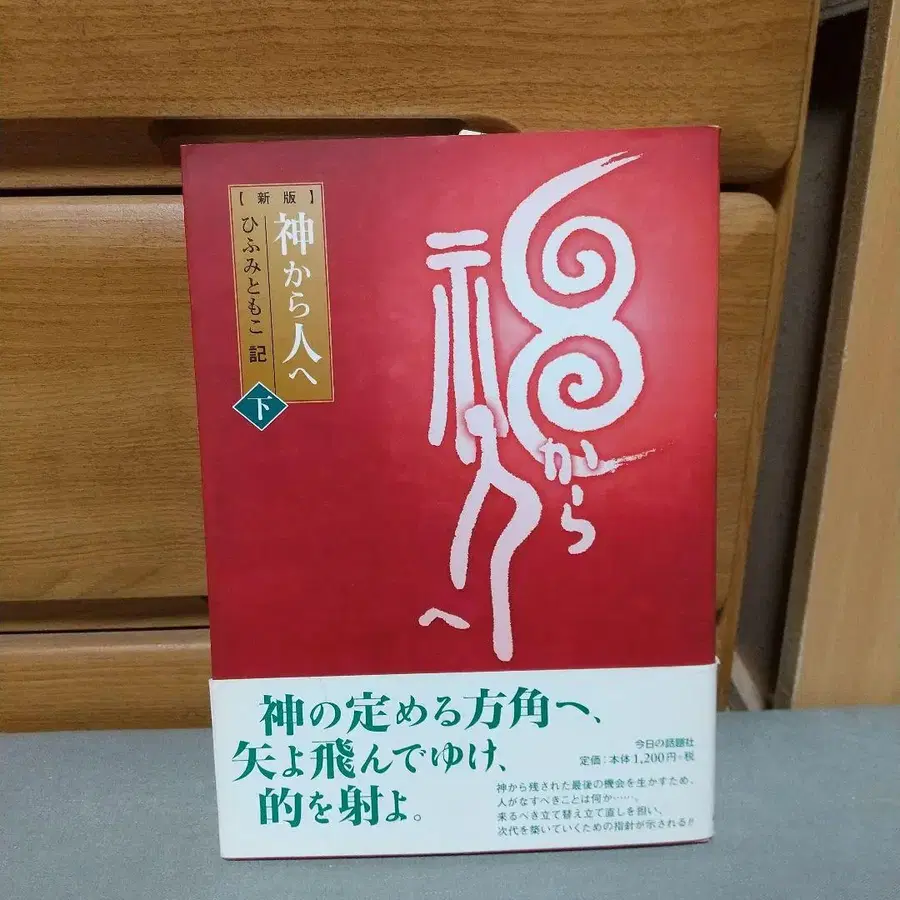 【新版】
神から人へ
ひふみともこ 記
下
神から
人へ
神の定める方角へ、
矢よ飛んでゆけ、
的を射よ。
今日の話題社
定価：本体1,200円+税
神から残された最後の機会を生かすため、
人がなすべきことは何か……。
来るべき立て替え立て直しを担い、
次代を築いていくための指針が示される!!